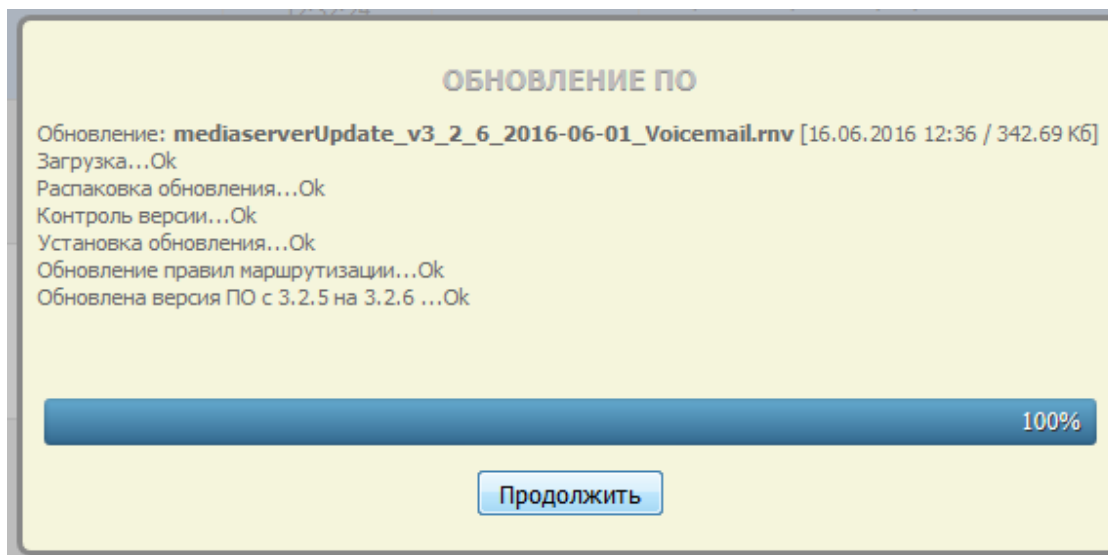 ОБНОВЛЕНИЕ ПО
Обновление: mediaserverUpdate_v3_2_6_2016-06-01_Voicemail.rnv [16.06.2016 12:36 / 342.69 Кб]
Загрузка...Ok
Распаковка обновления...Ok
Контроль версии...Ok
Установка обновления...Ok
Обновление правил маршрутизации...Ok
Обновлена версия ПО с 3.2.5 на 3.2.6 ...Ok
100%
Продолжить